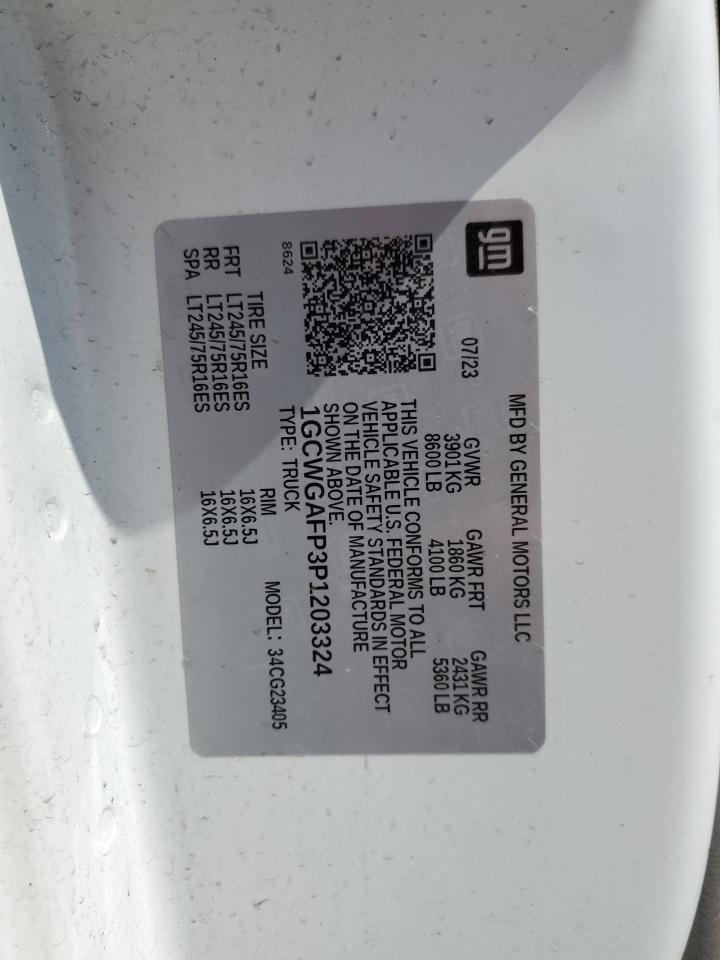 gm
MFD BY GENERAL MOTORS LLC
07/23
GVWR GAWR FRT GAWR RR
3901 KG 1860 KG 2431 KG
8600 LB 4100 LB 5360 LB
THIS VEHICLE CONFORMS TO ALL
APPLICABLE U.S. FEDERAL MOTOR
VEHICLE SAFETY STANDARDS IN EFFECT
ON THE DATE OF MANUFACTURE
SHOWN ABOVE.
1GCWGAFP3P1203324
8624
TYPE: TRUCK
MODEL: 34CG23405
TIRE SIZE RIM
FRT LT245/75R16ES 16X6.5J
RR LT245/75R16ES 16X6.5J
SPA LT245/75R16ES 16X6.5J